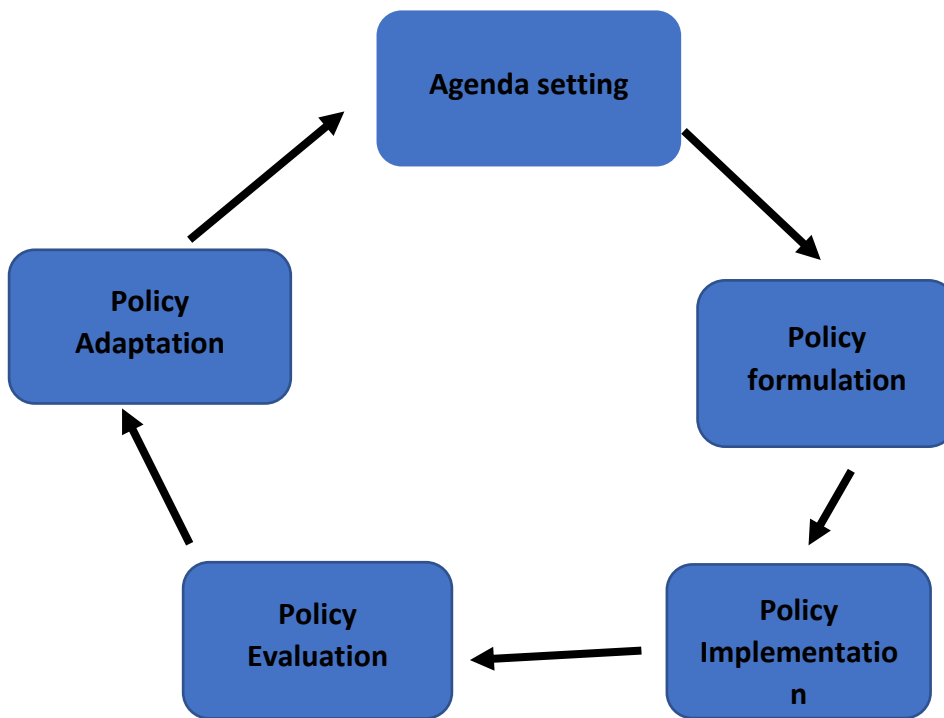 Agenda setting
Policy
formulation
Policy
Implementatio
n
Policy
Evaluation
Policy
Adaptation